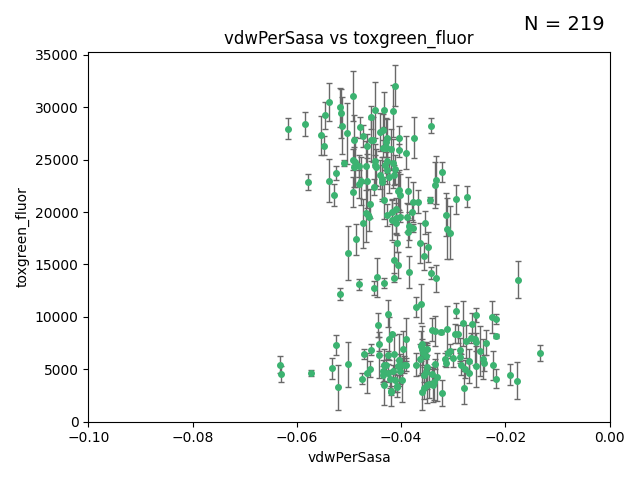 N = 219
vdwPerSasa vs toxgreen_fluor
35000
30000
25000
20000
15000
10000
5000
0
toxgreen_fluor
−0.10 −0.08 −0.06 −0.04 −0.02 0.00
vdwPerSasa